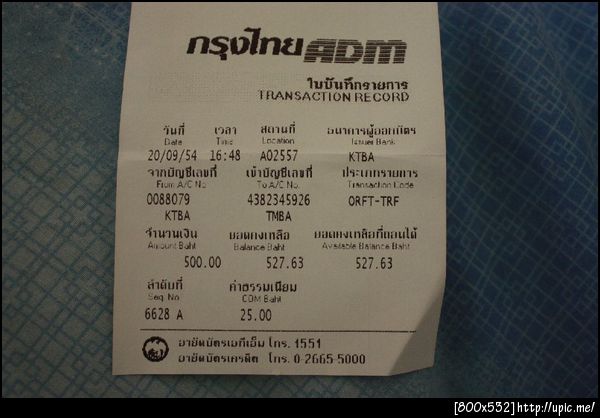 กรุงไทย ADM
ใบบันทึกรายการ
TRANSACTION RECORD
วันที่ เวลา สถานที่ ธนาคารผู้ออกบัตร
Date Time Location Issuer Bank
20/09/54 16:48 A02557 KTBA
จากบัญชีเลขที่ เข้าบัญชีเลขที่ ประเภทรายการ
From A/C No. To A/C No. Transaction Code
0088079 4382345926 ORFT-TRF
KTBA TMBA
จำนวนเงิน ยอดคงเหลือ ยอดคงเหลือที่ถอนได้
Amount Baht Balance Baht Available Balance Baht
500.00 527.63 527.63
ลำดับที่ ค่าธรรมเนียม
Seq. No. COM Baht
6628 A 25.00
อายัดบัตรเอทีเอ็ม โทร. 1551
อายัดบัตรเครดิต โทร. 0-2665-5000
[800x532]http://upic.me/